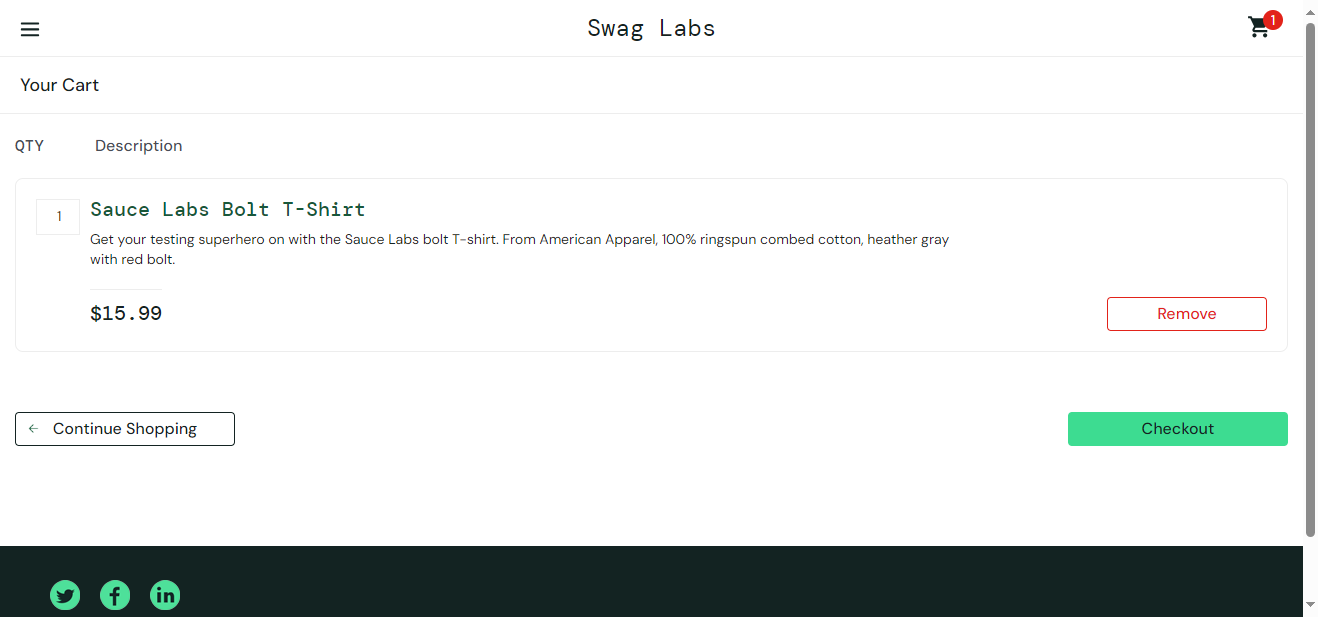 Swag Labs
1
Your Cart
QTY Description
1
Sauce Labs Bolt T-Shirt
Get your testing superhero on with the Sauce Labs bolt T-shirt. From American Apparel, 100% ringspun combed cotton, heather gray
with red bolt.
$15.99
Remove
Continue Shopping
Checkout